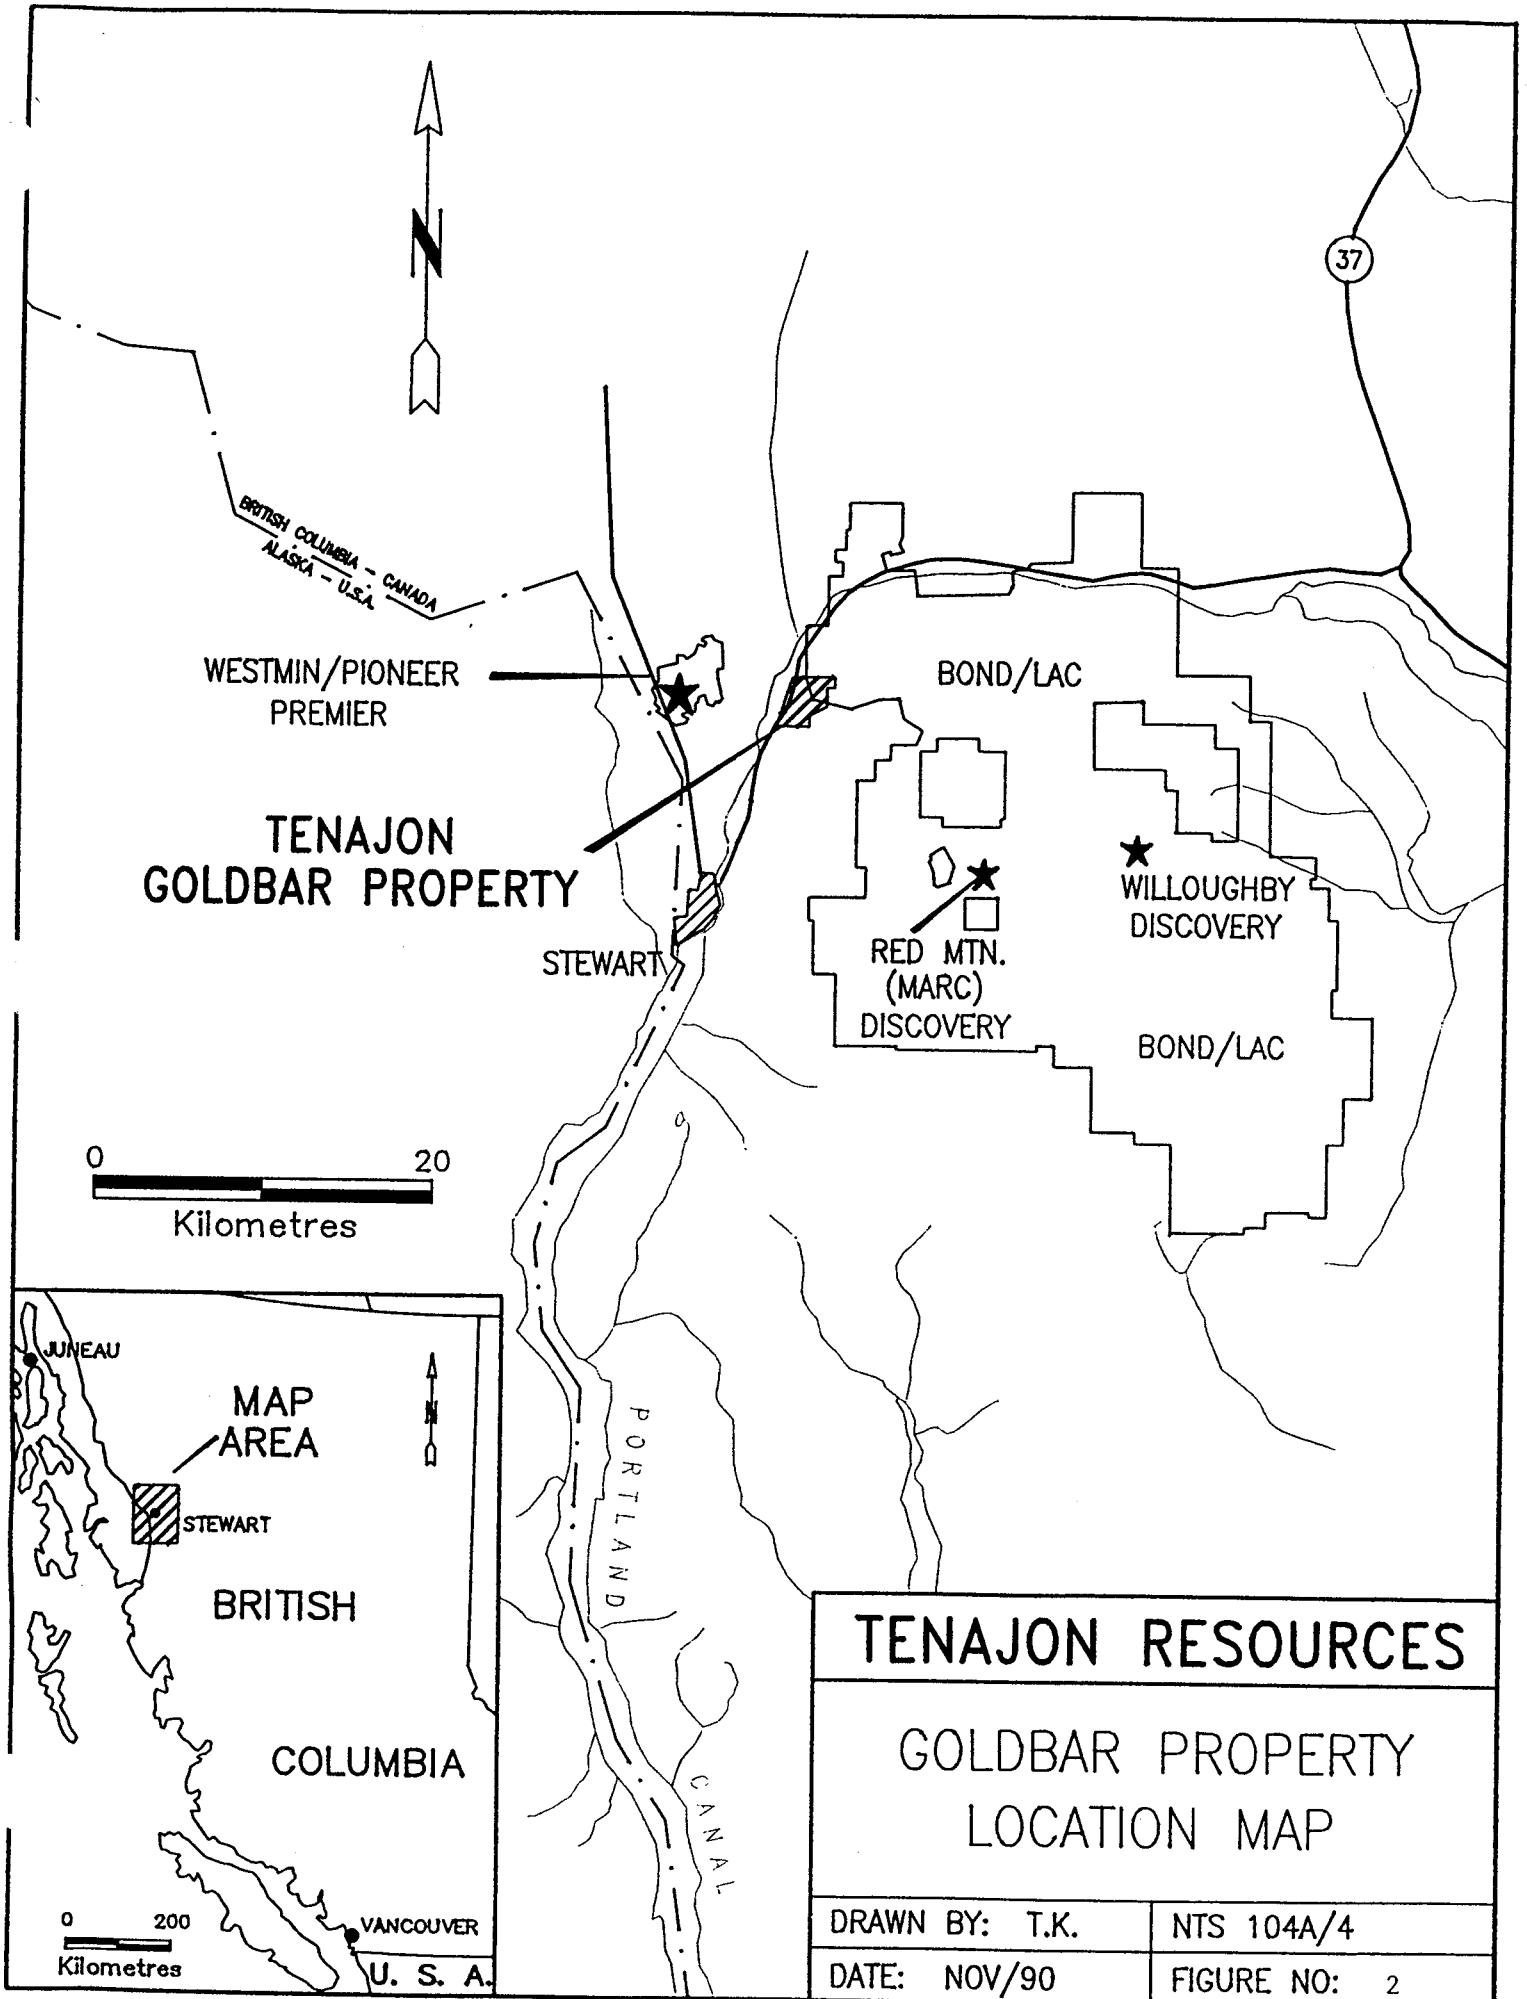 N
37
BRITISH COLUMBIA - CANADA
ALASKA - U.S.A.
WESTMIN/PIONEER
PREMIER
BOND/LAC
TENAJON
GOLDBAR PROPERTY
STEWART
WILLOUGHBY
DISCOVERY
RED MTN.
(MARC)
DISCOVERY
BOND/LAC
0 20
Kilometres
JUNEAU
MAP
AREA
N
STEWART
BRITISH
COLUMBIA
0 200
Kilometres
VANCOUVER
U. S. A.
PORTLAND
CANAL
TENAJON RESOURCES
GOLDBAR PROPERTY
LOCATION MAP
DRAWN BY: T.K.
NTS 104A/4
DATE: NOV/90
FIGURE NO: 2